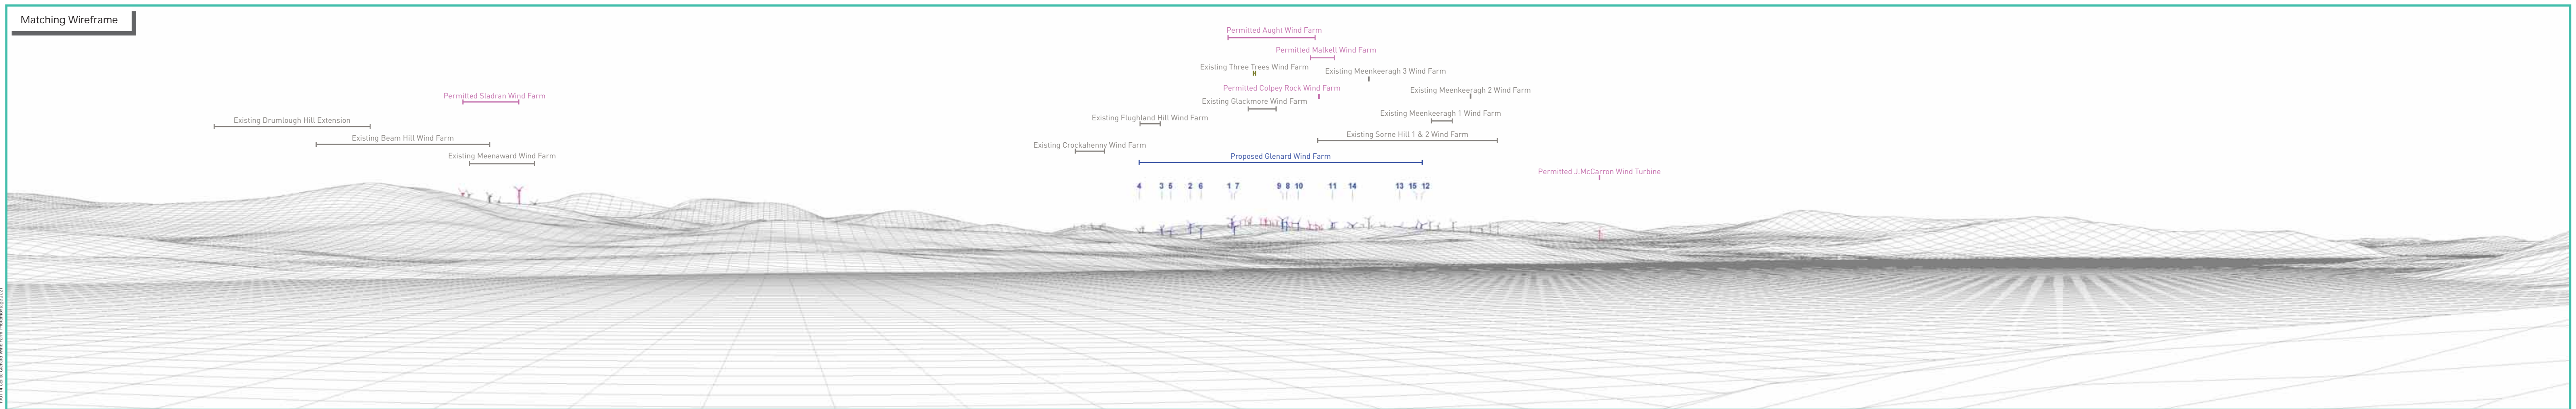 Matching Wireframe
Permitted Aught Wind Farm
Permitted Malkell Wind Farm
Existing Three Trees Wind Farm
Existing Meenkeeragh 3 Wind Farm
Permitted Colpey Rock Wind Farm
Existing Meenkeeragh 2 Wind Farm
Permitted Sladran Wind Farm
Existing Glackmore Wind Farm
Existing Meenkeeragh 1 Wind Farm
Existing Flughland Hill Wind Farm
Existing Drumlough Hill Extension
Existing Sorne Hill 1 & 2 Wind Farm
Existing Beam Hill Wind Farm
Existing Crockahenny Wind Farm
Existing Meenaward Wind Farm
Proposed Glenard Wind Farm
Permitted J.McCarron Wind Turbine
4 3 5 2 6 1 7 9 8 10 11 14 13 15 12